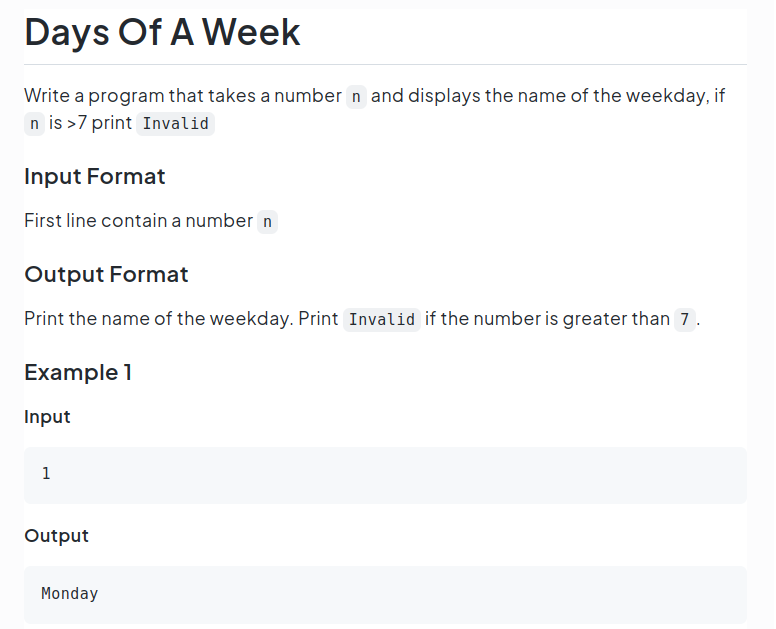 Days Of A Week
Write a program that takes a number n and displays the name of the weekday, if
n is >7 print Invalid
Input Format
First line contain a number n
Output Format
Print the name of the weekday. Print Invalid if the number is greater than 7.
Example 1
Input
1
Output
Monday